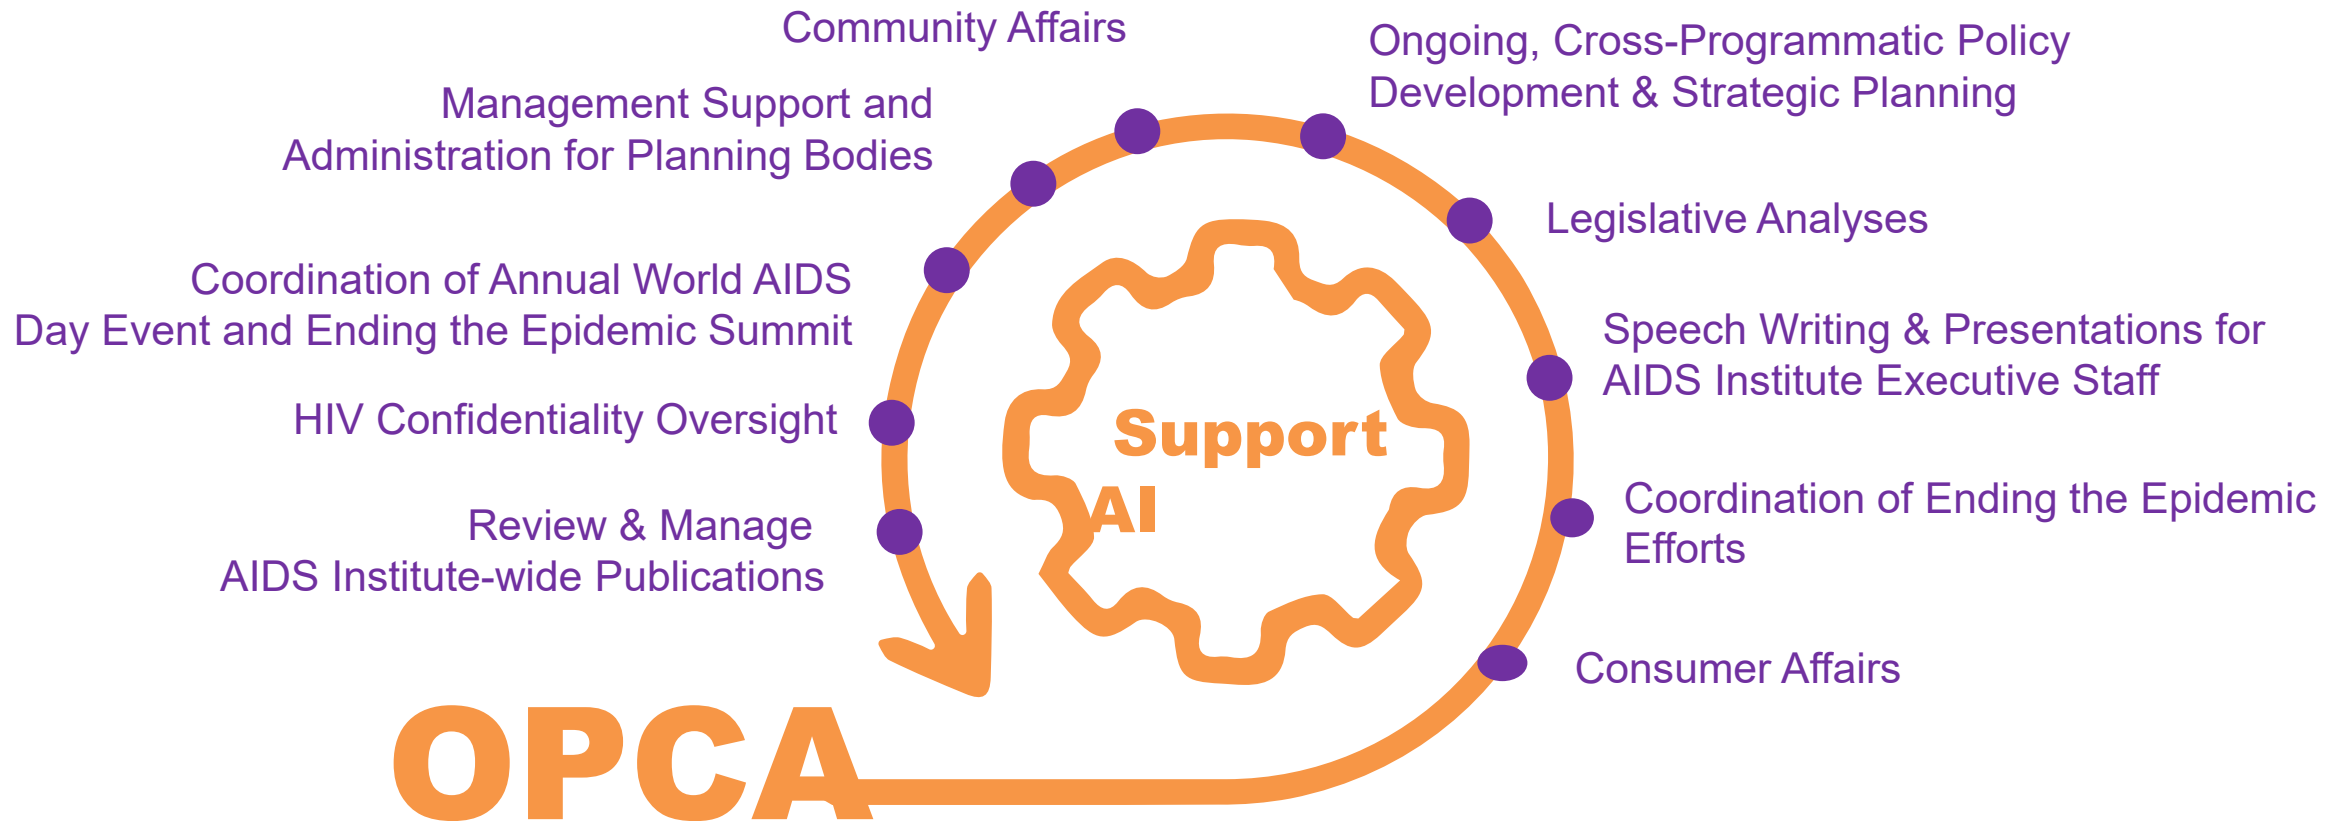 Community Affairs
Ongoing, Cross-Programmatic Policy
Development & Strategic Planning
Management Support and
Administration for Planning Bodies
Legislative Analyses
Coordination of Annual World AIDS
Day Event and Ending the Epidemic Summit
Speech Writing & Presentations for
AIDS Institute Executive Staff
HIV Confidentiality Oversight
Support
AI
Coordination of Ending the Epidemic
Efforts
Review & Manage
AIDS Institute-wide Publications
Consumer Affairs
OPCA